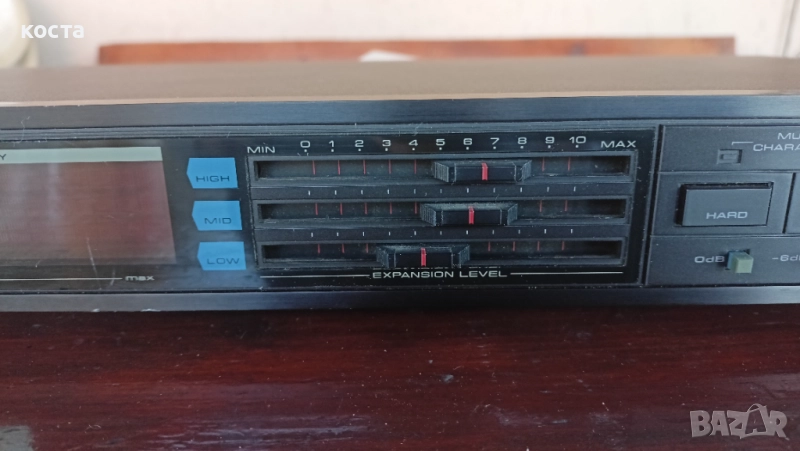 коста
Y
MIN 0 1 2 3 4 5 6 7 8 9 10 MAX
HIGH
MID
LOW
max
EXPANSION LEVEL
HARD
0dB
BAZAR